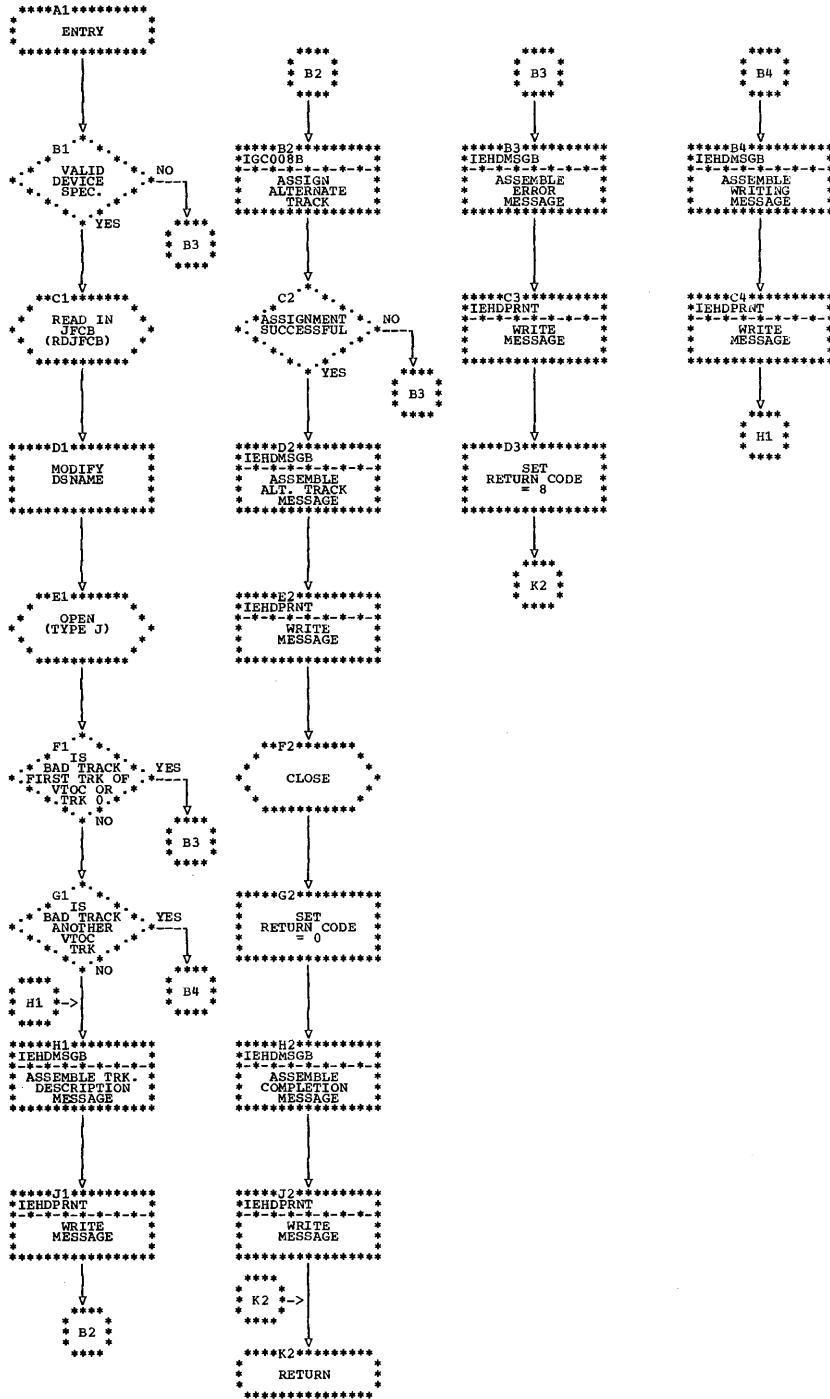 A1
ENTRY
B1
VALID
DEVICE
SPEC.
NO
YES
B3
C1
READ IN
JFCB
(RDJFCB)
D1
MODIFY
DSNAME
E1
OPEN
(TYPE J)
F1
IS
BAD TRACK
FIRST TRK OF
VTOC OR
TRK 0.
YES
NO
B3
G1
IS
BAD TRACK
ANOTHER
VTOC
TRK
YES
NO
B4
H1
H1
IEHDMSGB
ASSEMBLE TRK.
DESCRIPTION
MESSAGE
J1
IEHDPRNT
WRITE
MESSAGE
B2
B2
B2
IGC008B
ASSIGN
ALTERNATE
TRACK
C2
ASSIGNMENT
SUCCESSFUL
NO
YES
B3
D2
IEHDMSGB
ASSEMBLE
ALT. TRACK
MESSAGE
E2
IEHDPRNT
WRITE
MESSAGE
F2
CLOSE
G2
SET
RETURN CODE
= 0
H2
IEHDMSGB
ASSEMBLE
COMPLETION
MESSAGE
J2
IEHDPRNT
WRITE
MESSAGE
K2
K2
RETURN
B3
B3
IEHDMSGB
ASSEMBLE
ERROR
MESSAGE
C3
IEHDPRNT
WRITE
MESSAGE
D3
SET
RETURN CODE
= 8
K2
B4
B4
IEHDMSGB
ASSEMBLE
WRITING
MESSAGE
C4
IEHDPRNT
WRITE
MESSAGE
H1